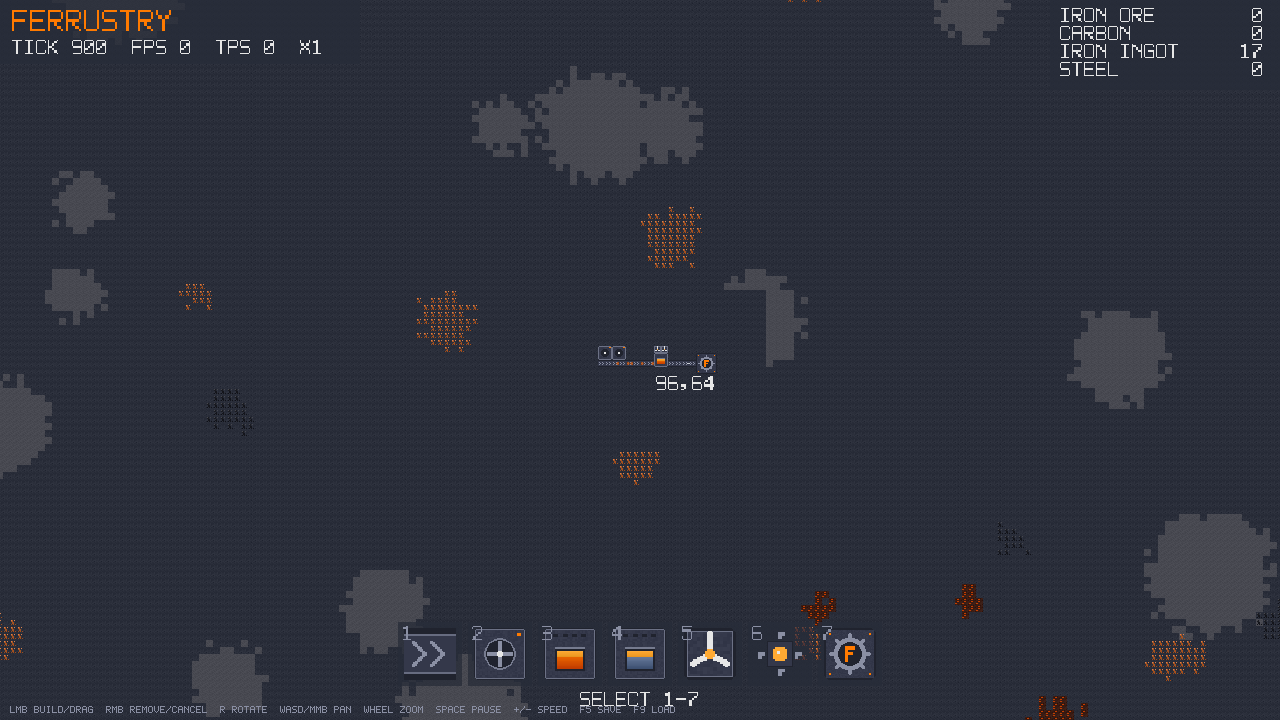 FERRUSTRY
TICK 900 FPS 0 TPS 0 X1
IRON ORE 0
CARBON 0
IRON INGOT 17
STEEL 0
F
96,64
1 2 3 4 5 6 7
F
SELECT 1-7
LMB BUILD/DRAG RMB REMOVE/CANCEL R ROTATE WASD/MMB PAN WHEEL ZOOM SPACE PAUSE +/- SPEED F5 SAVE F9 LOAD